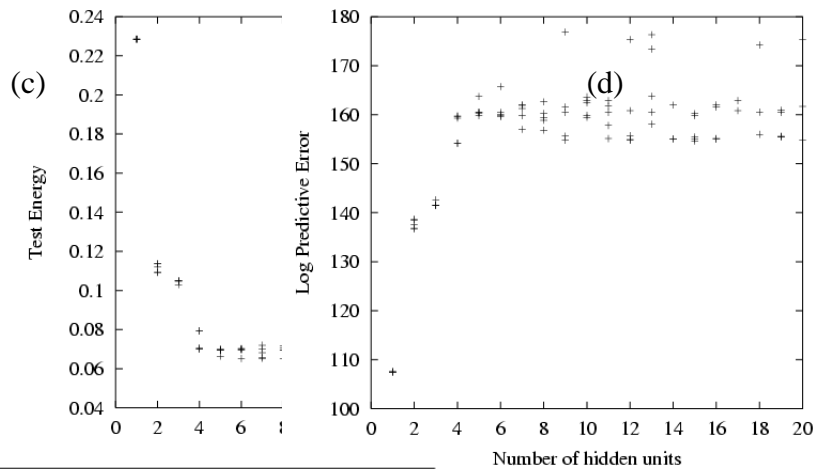 (c)
Test Energy
0.24
0.22
0.2
0.18
0.16
0.14
0.12
0.1
0.08
0.06
0.04
0 2 4 6 8
(d)
Log Predictive Error
180
170
160
150
140
130
120
110
100
0 2 4 6 8 10 12 14 16 18 20
Number of hidden units